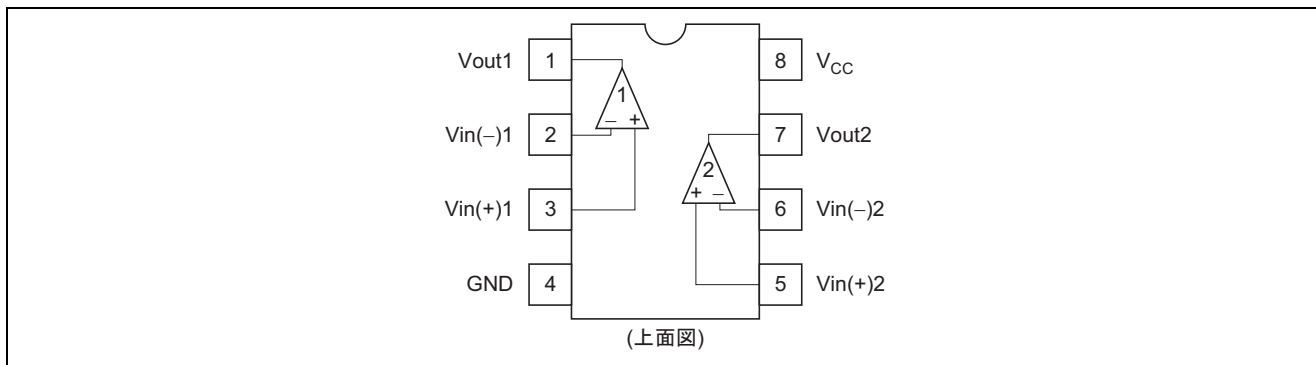 Vout1 1 8 V_CC
1
Vin(–)1 2 – + 7 Vout2
2
Vin(+)1 3 + – 6 Vin(–)2
GND 4 5 Vin(+)2
(上面図)